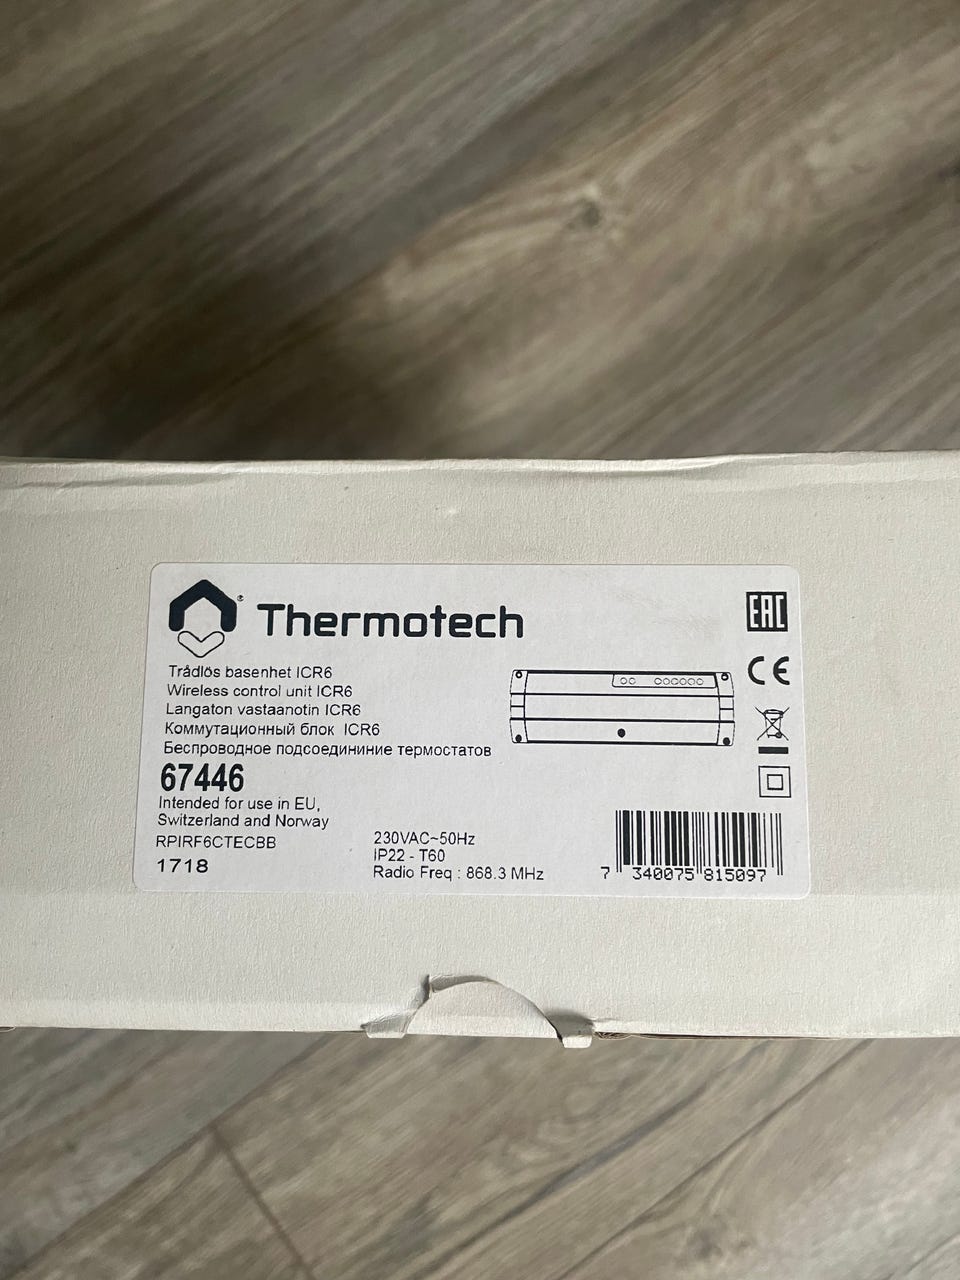 Thermotech®
EAC
CE
Trådlös basenhet ICR6
Wireless control unit ICR6
Langaton vastaanotin ICR6
Коммутационный блок ICR6
Беспроводное подсоедининие термостатов
67446
Intended for use in EU,
Switzerland and Norway
RPIRF6CTECBB
1718
230VAC~50Hz
IP22 - T60
Radio Freq : 868.3 MHz
7 340075 815097